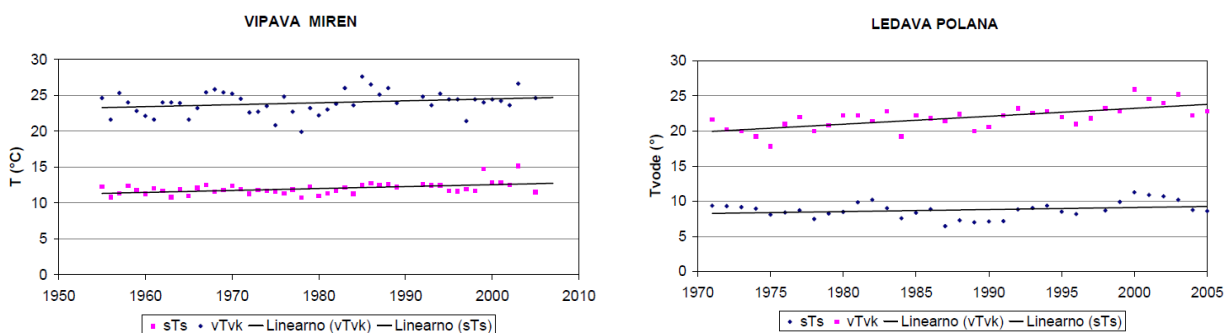 VIPAVA MIREN
T (°C)
30
25
20
15
10
5
0
1950 1960 1970 1980 1990 2000 2010
sTs vTvk Linearno (vTvk) Linearno (sTs)
LEDAVA POLANA
Tvode (°)
30
25
20
15
10
5
0
1970 1975 1980 1985 1990 1995 2000 2005
sTs vTvk Linearno (vTvk) Linearno (sTs)